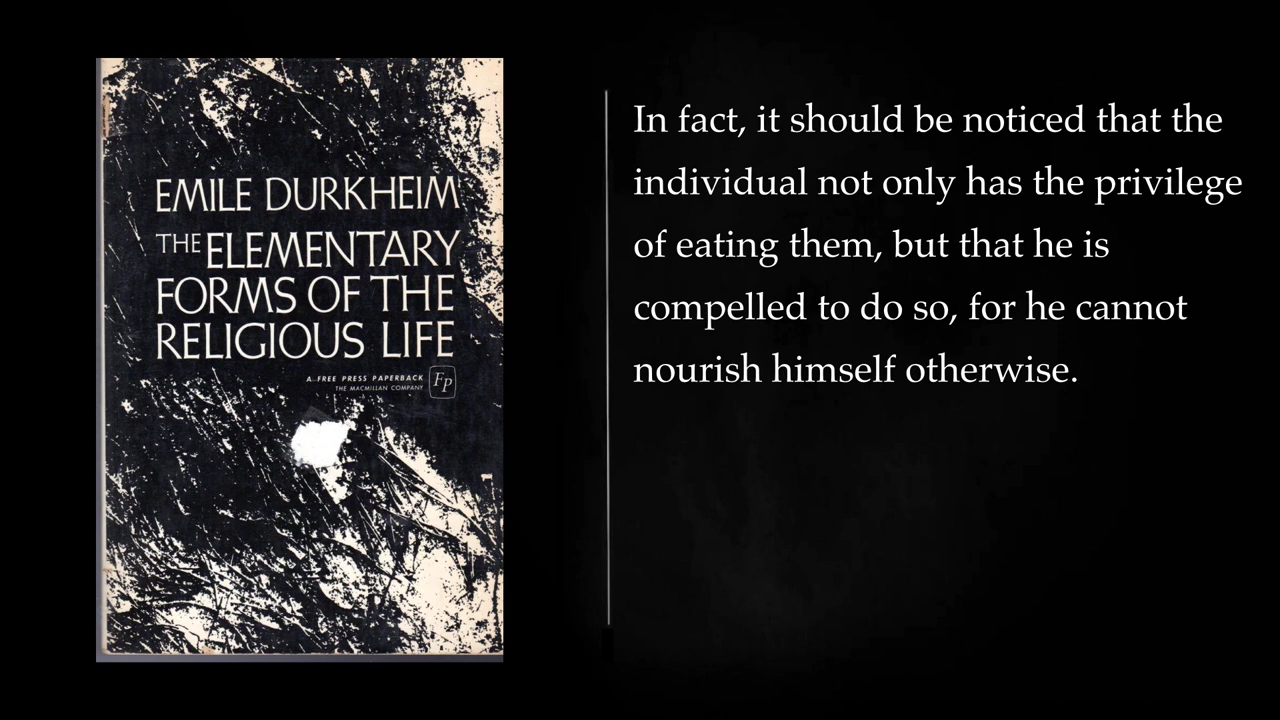 EMILE DURKHEIM
THE ELEMENTARY
FORMS OF THE
RELIGIOUS LIFE
A FREE PRESS PAPERBACK
THE MACMILLAN COMPANY
FP
In fact, it should be noticed that the
individual not only has the privilege
of eating them, but that he is
compelled to do so, for he cannot
nourish himself otherwise.